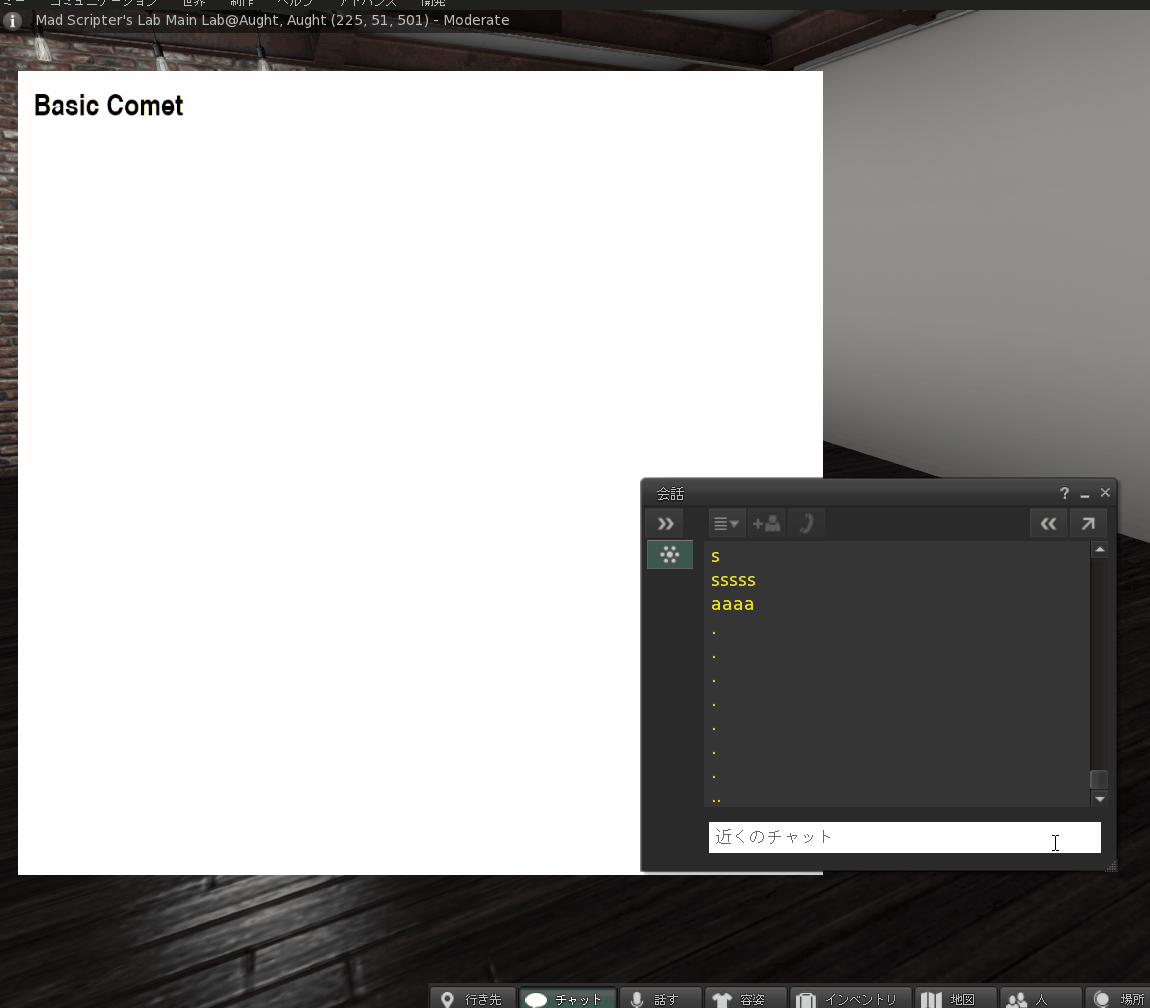 ミー コミュニケーション 世界 制作 ヘルプ アドバンス 開発
Mad Scripter's Lab Main Lab@Aught, Aught (225, 51, 501) - Moderate
Basic Comet
会話
s
sssss
aaaa
.
.
.
.
.
.
.
..
近くのチャット
行き先 チャット 話す 容姿 インベントリ 地図 人 場所